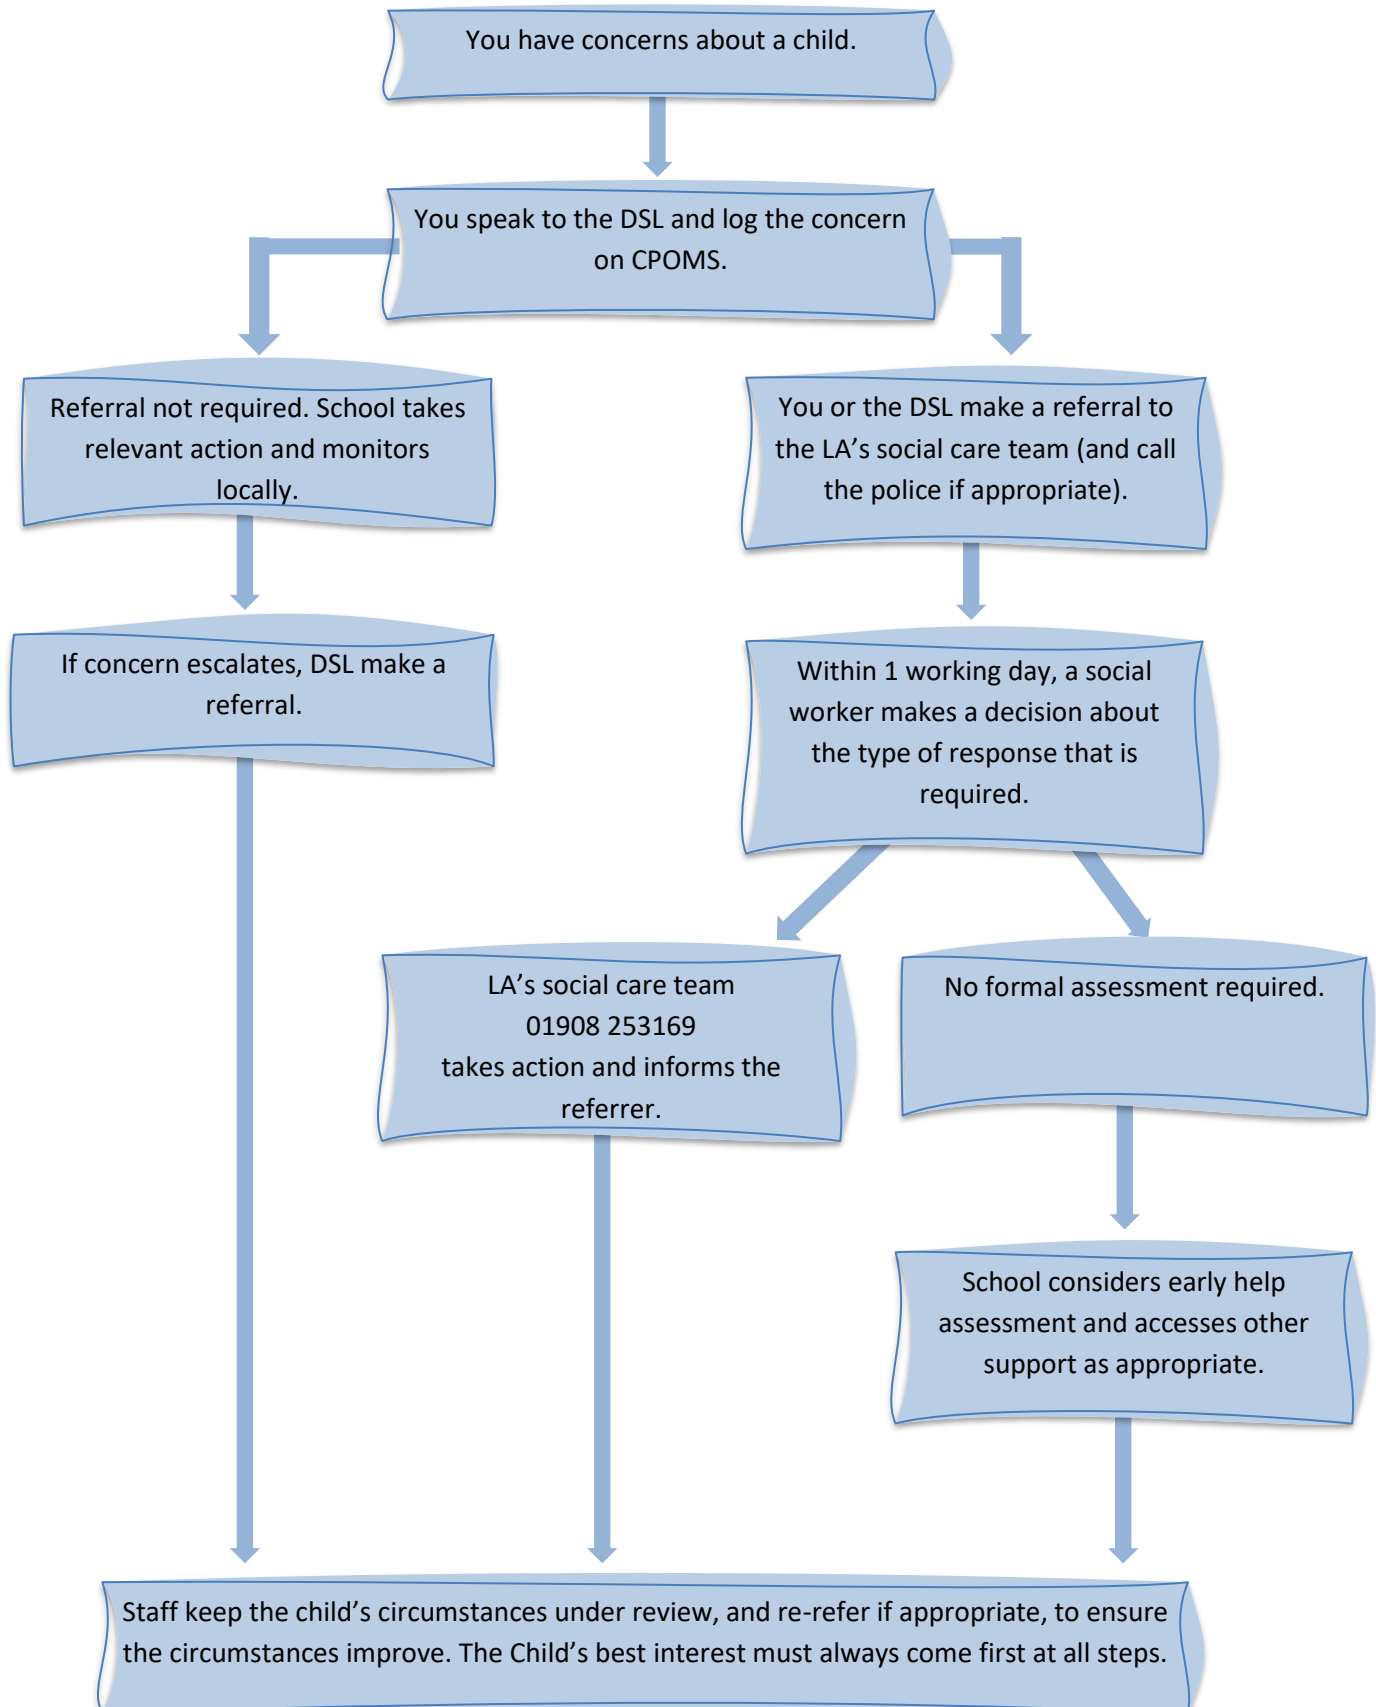 You have concerns about a child.
You speak to the DSL and log the concern
on CPOMS.
Referral not required. School takes
relevant action and monitors
locally.
You or the DSL make a referral to
the LA’s social care team (and call
the police if appropriate).
If concern escalates, DSL make a
referral.
Within 1 working day, a social
worker makes a decision about
the type of response that is
required.
LA’s social care team
01908 253169
takes action and informs the
referrer.
No formal assessment required.
School considers early help
assessment and accesses other
support as appropriate.
Staff keep the child’s circumstances under review, and re-refer if appropriate, to ensure
the circumstances improve. The Child’s best interest must always come first at all steps.